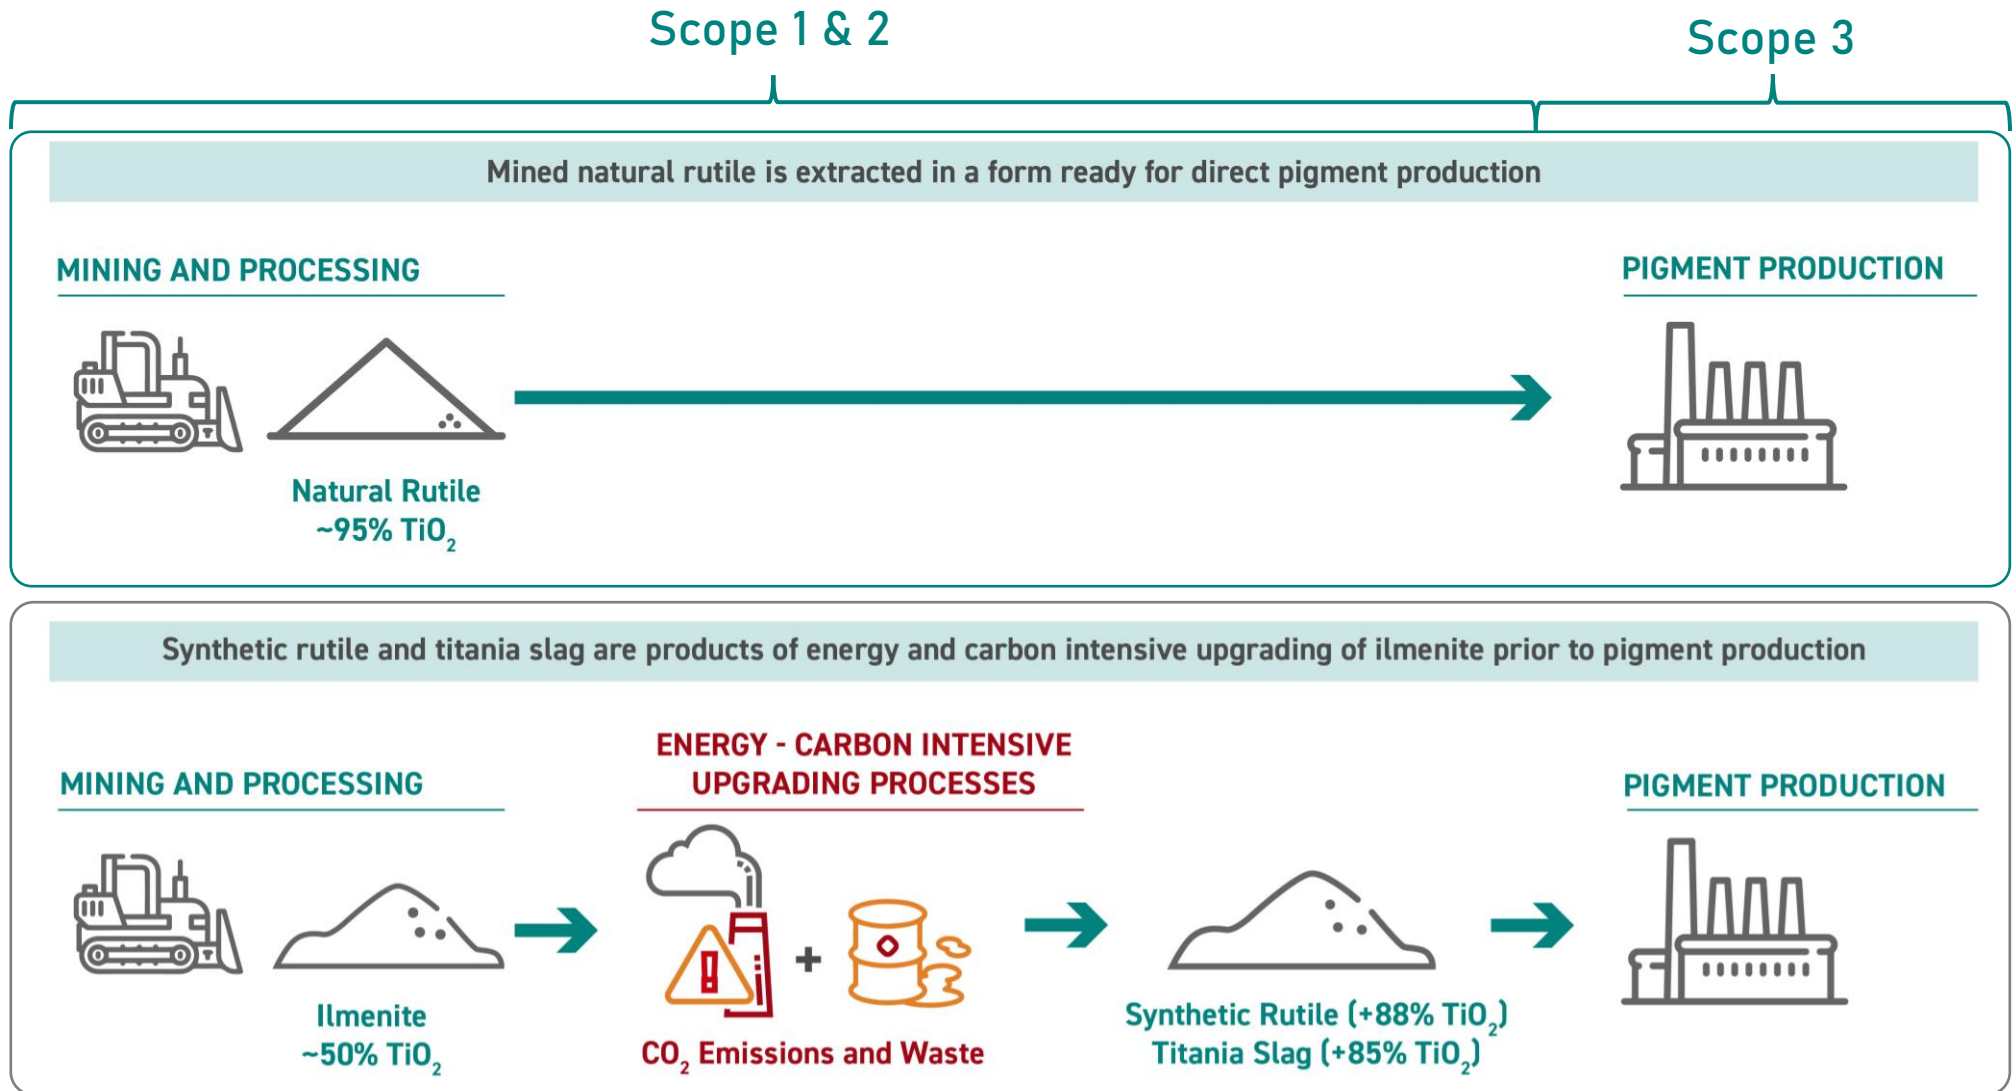 Scope 1 & 2
Scope 3
Mined natural rutile is extracted in a form ready for direct pigment production
MINING AND PROCESSING
PIGMENT PRODUCTION
Natural Rutile
~95% TiO₂
Synthetic rutile and titania slag are products of energy and carbon intensive upgrading of ilmenite prior to pigment production
MINING AND PROCESSING
ENERGY - CARBON INTENSIVE
UPGRADING PROCESSES
PIGMENT PRODUCTION
!
+
Ilmenite
~50% TiO₂
CO₂ Emissions and Waste
Synthetic Rutile (+88% TiO₂)
Titania Slag (+85% TiO₂)